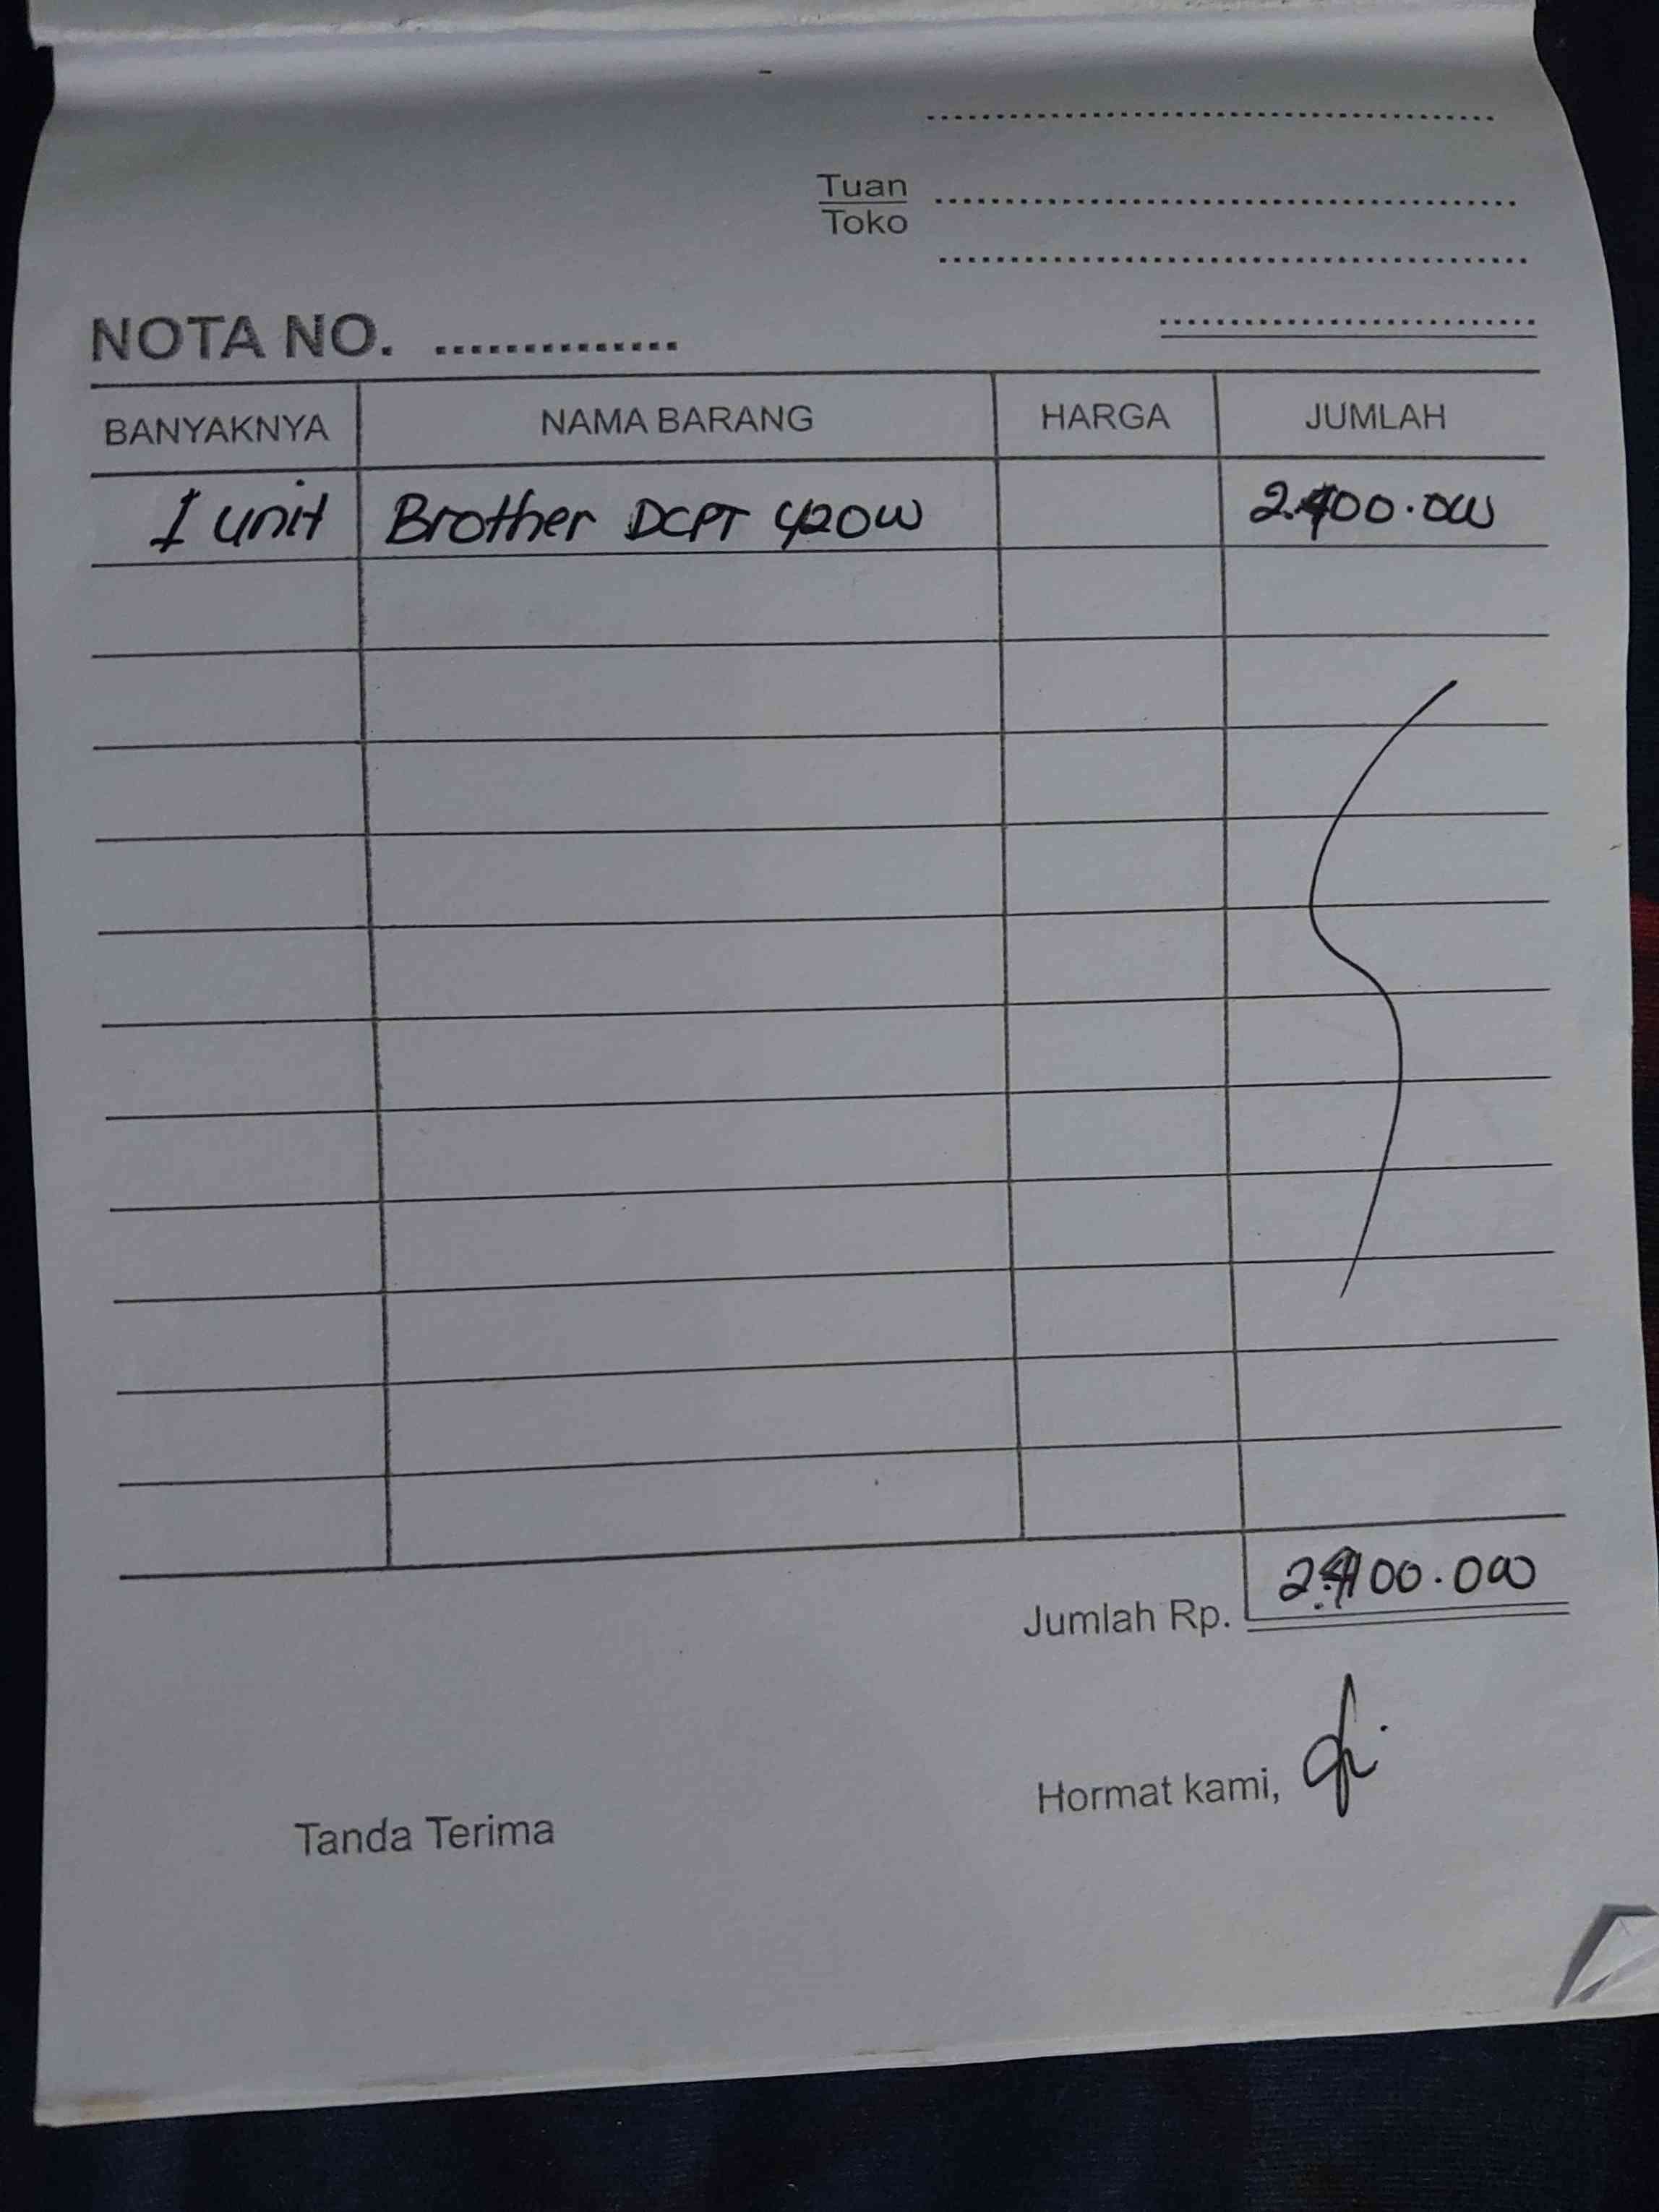 Tuan
Toko
NOTA NO. ..............
BANYAKNYA NAMA BARANG HARGA JUMLAH
1 unit Brother DCPT 420W 2.400.000
Jumlah Rp. 2.400.000
Hormat kami,
Tanda Terima